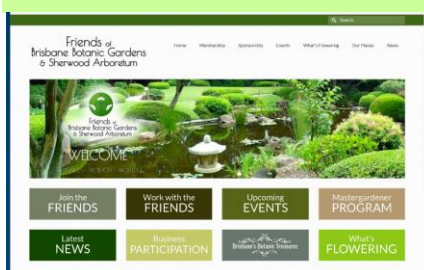 Search
Friends of
Brisbane Botanic Gardens
& Sherwood Arboretum
Home Membership Sponsorship Events What's Flowering Our Places News
Friends of
Brisbane Botanic Gardens
& Sherwood Arboretum
WELCOME
Join the
FRIENDS
Work with the
FRIENDS
Upcoming
EVENTS
Mastergardener
PROGRAM
Latest
NEWS
Business
PARTICIPATION
Brisbane's Botanic Treasures
What's
FLOWERING